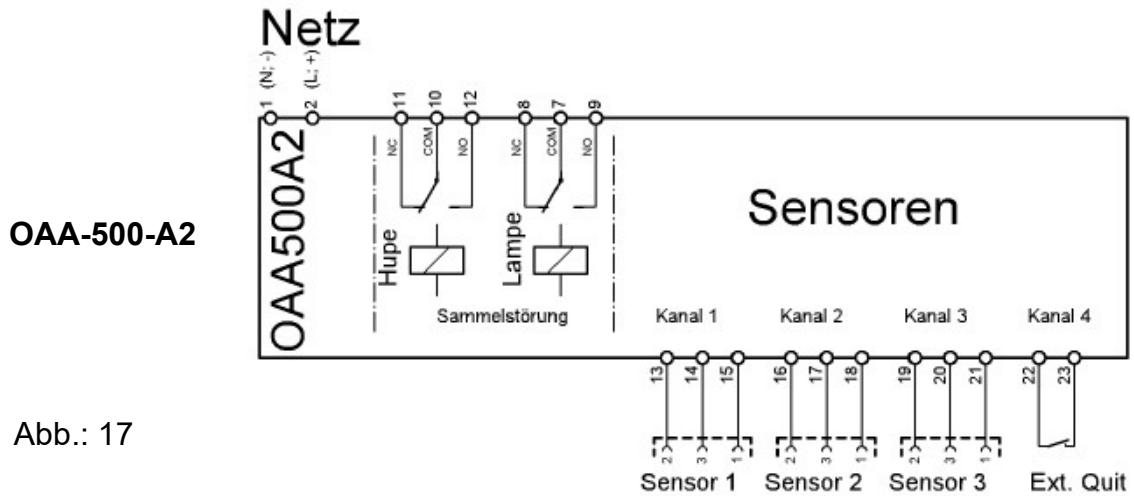 Netz
1 (N; -)
2 (L; +)
11 10 12 8 7 9
NC COM NO NC COM NO
OAA500A2
OAA-500-A2
Hupe
Lampe
Sammelstörung
Sensoren
Kanal 1 Kanal 2 Kanal 3 Kanal 4
13 14 15 16 17 18 19 20 21 22 23
2 3 1 2 3 1 2 3 1
Sensor 1 Sensor 2 Sensor 3 Ext. Quit
Abb.: 17